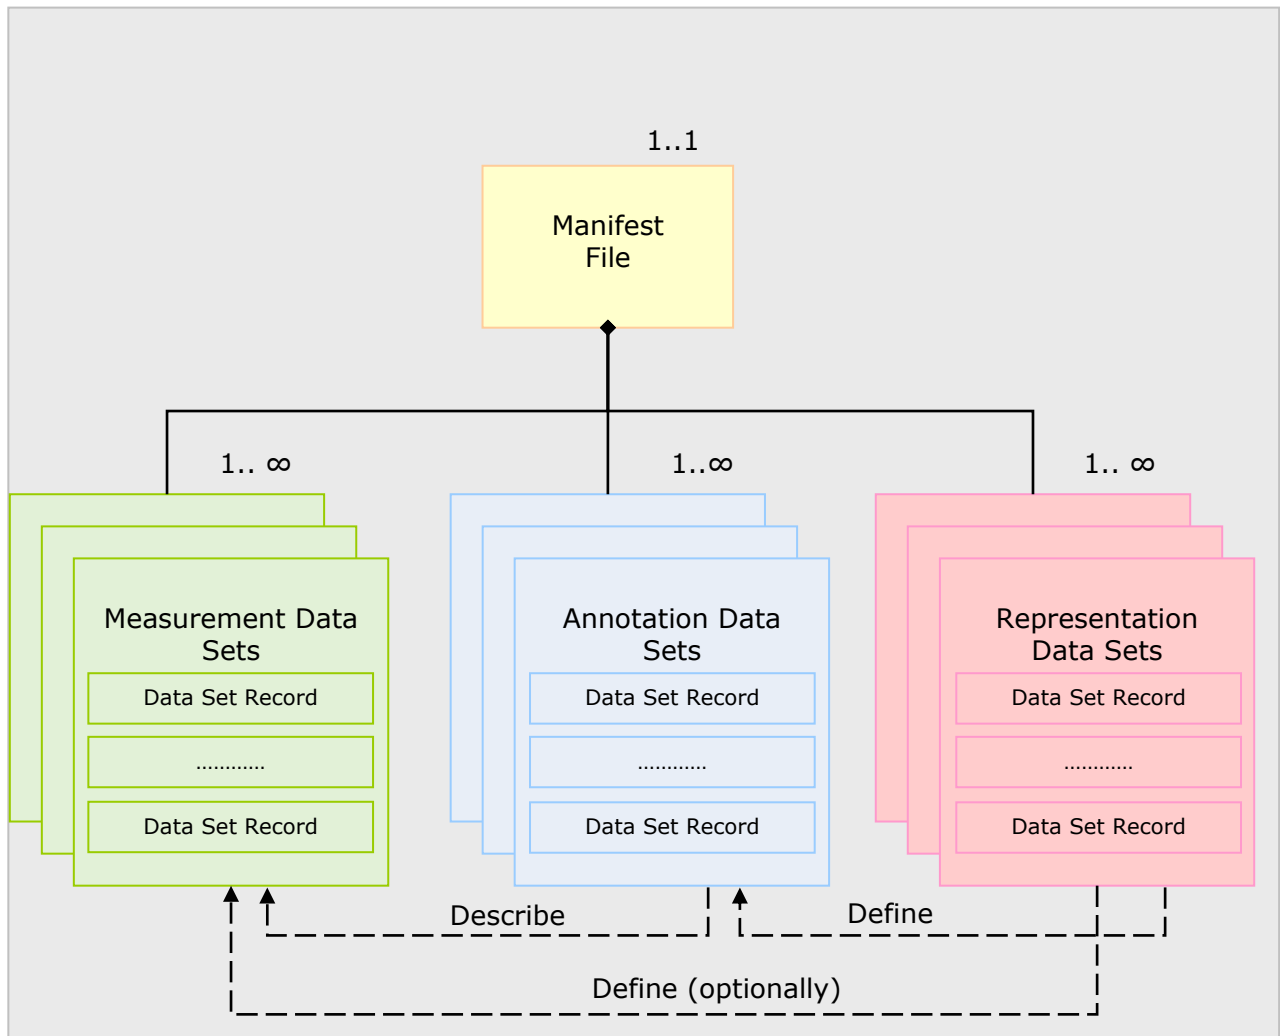 1..1
Manifest
File
1.. ∞
1..∞
1.. ∞
Measurement Data
Sets
Data Set Record
............
Data Set Record
Annotation Data
Sets
Data Set Record
............
Data Set Record
Representation
Data Sets
Data Set Record
............
Data Set Record
Describe
Define
Define (optionally)